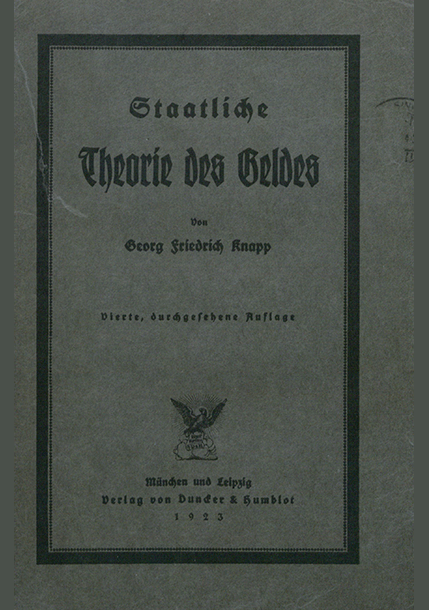 Staatliche
Theorie des Geldes
Von
Georg Friedrich Knapp
Vierte, durchgesehene Auflage
München und Leipzig
Verlag von Duncker & Humblot
1923